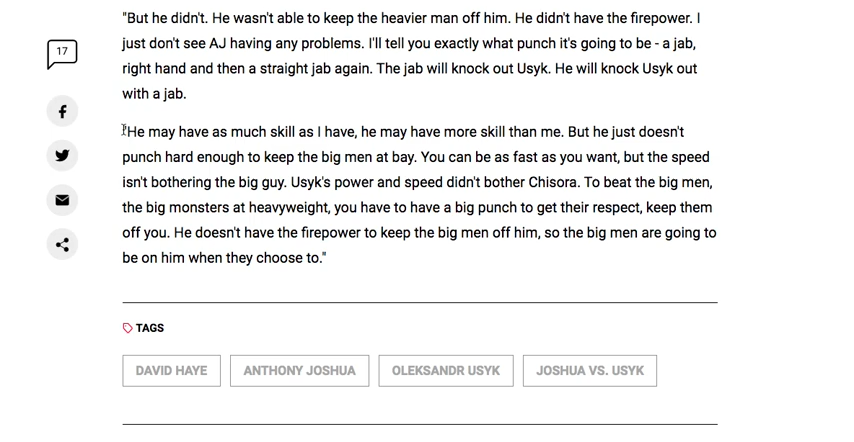 "But he didn't. He wasn't able to keep the heavier man off him. He didn't have the firepower. I
just don't see AJ having any problems. I'll tell you exactly what punch it's going to be - a jab,
right hand and then a straight jab again. The jab will knock out Usyk. He will knock Usyk out
with a jab.
17
"He may have as much skill as I have, he may have more skill than me. But he just doesn't
punch hard enough to keep the big men at bay. You can be as fast as you want, but the speed
isn't bothering the big guy. Usyk's power and speed didn't bother Chisora. To beat the big men,
the big monsters at heavyweight, you have to have a big punch to get their respect, keep them
off you. He doesn't have the firepower to keep the big men off him, so the big men are going to
be on him when they choose to."
TAGS
DAVID HAYE
ANTHONY JOSHUA
OLEKSANDR USYK
JOSHUA VS. USYK